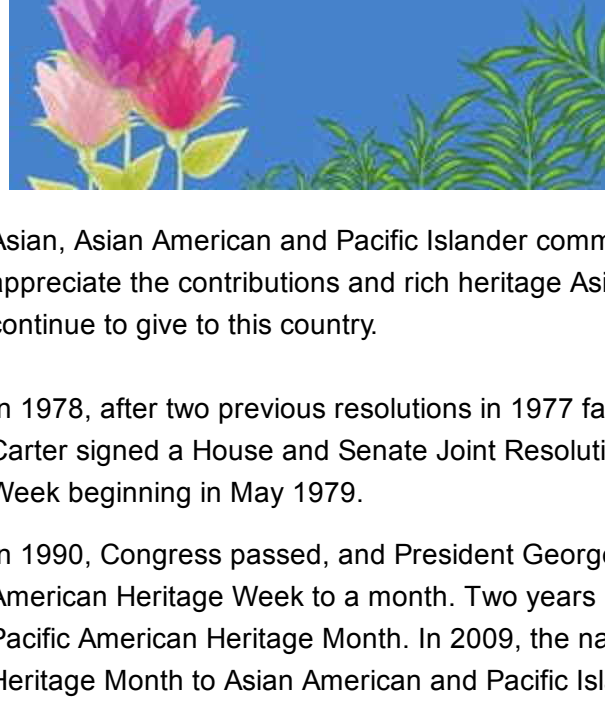 Asian, Asian American and Pacific Islander comm
appreciate the contributions and rich heritage Asi
continue to give to this country.
In 1978, after two previous resolutions in 1977 fa
Carter signed a House and Senate Joint Resoluti
Week beginning in May 1979.
In 1990, Congress passed, and President George
American Heritage Week to a month. Two years
Pacific American Heritage Month. In 2009, the na
Heritage Month to Asian American and Pacific Isl